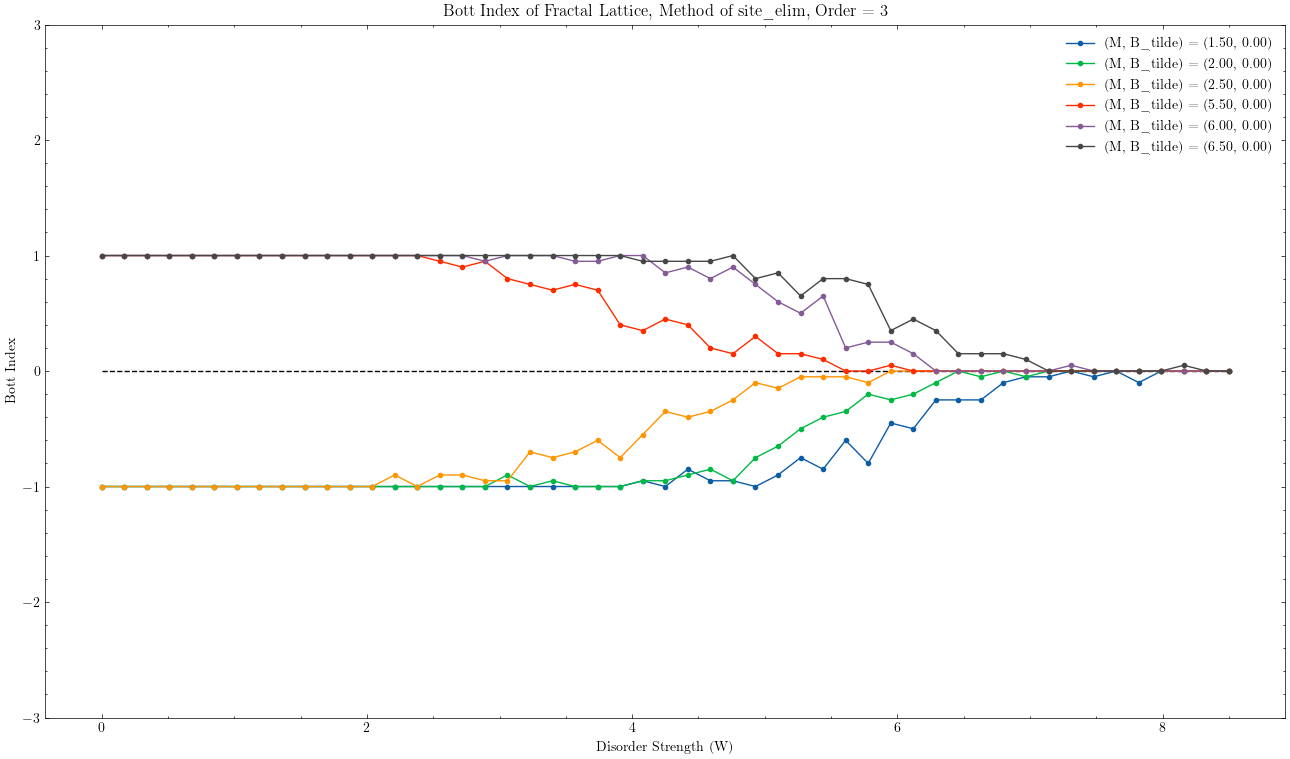 Bott Index of Fractal Lattice, Method of site_elim, Order = 3
3
2
1
0
−1
−2
−3
Bott Index
(M, B_tilde) = (1.50, 0.00)
(M, B_tilde) = (2.00, 0.00)
(M, B_tilde) = (2.50, 0.00)
(M, B_tilde) = (5.50, 0.00)
(M, B_tilde) = (6.00, 0.00)
(M, B_tilde) = (6.50, 0.00)
0 2 4 6 8
Disorder Strength (W)